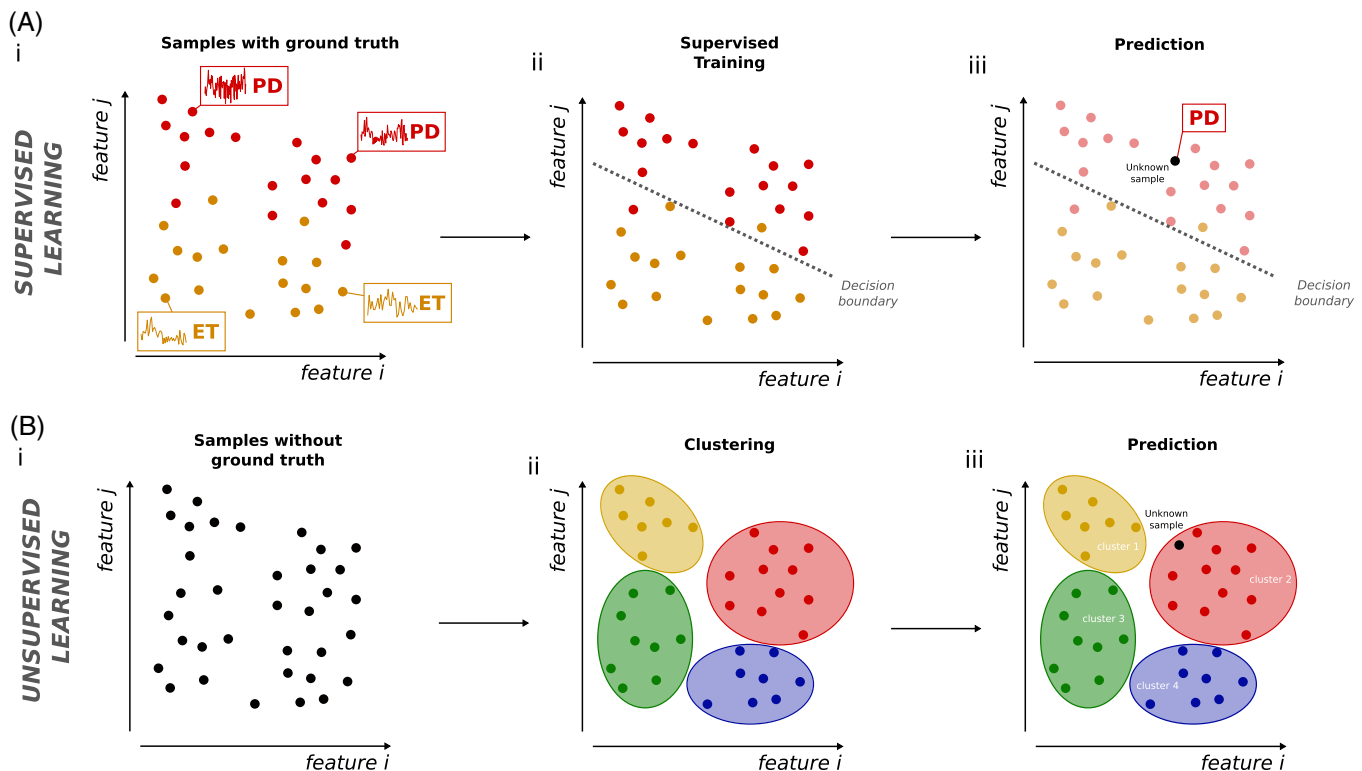 (A)
SUPERVISED
LEARNING
i
Samples with ground truth
feature j
PD
PD
ET
ET
feature i
ii
Supervised
Training
feature j
Decision
boundary
feature i
iii
Prediction
feature j
PD
Unknown
sample
Decision
boundary
feature i
(B)
UNSUPERVISED
LEARNING
i
Samples without
ground truth
feature j
feature i
ii
Clustering
feature j
feature i
iii
Prediction
feature j
Unknown
sample
cluster 1
cluster 2
cluster 3
cluster 4
feature i